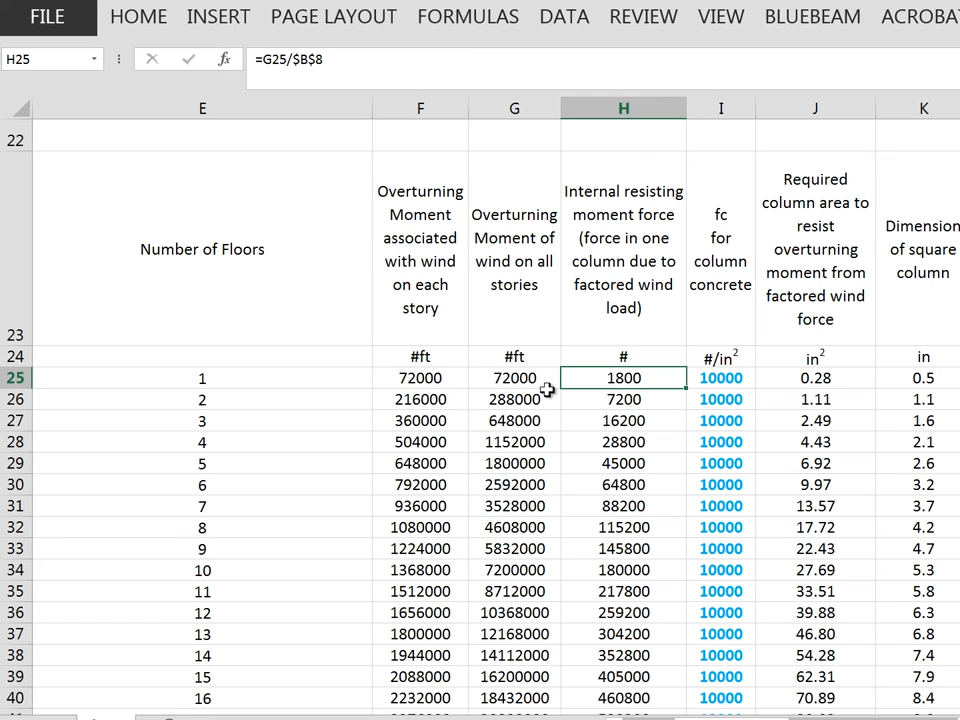 FILE HOME INSERT PAGE LAYOUT FORMULAS DATA REVIEW VIEW BLUEBEAM ACROBAT
H25 fx =G25/$B$8
E F G H I J K
22
23 Number of Floors
Overturning
Moment
associated
with wind
on each
story
Overturning
Moment of
wind on all
stories
Internal resisting
moment force
(force in one
column due to
factored wind
load)
fc
for
column
concrete
Required
column area to
resist
overturning
moment from
factored wind
force
Dimension
of square
column
24 #ft #ft # #/in² in² in
25 1 72000 72000 1800 10000 0.28 0.5
26 2 216000 288000 7200 10000 1.11 1.1
27 3 360000 648000 16200 10000 2.49 1.6
28 4 504000 1152000 28800 10000 4.43 2.1
29 5 648000 1800000 45000 10000 6.92 2.6
30 6 792000 2592000 64800 10000 9.97 3.2
31 7 936000 3528000 88200 10000 13.57 3.7
32 8 1080000 4608000 115200 10000 17.72 4.2
33 9 1224000 5832000 145800 10000 22.43 4.7
34 10 1368000 7200000 180000 10000 27.69 5.3
35 11 1512000 8712000 217800 10000 33.51 5.8
36 12 1656000 10368000 259200 10000 39.88 6.3
37 13 1800000 12168000 304200 10000 46.80 6.8
38 14 1944000 14112000 352800 10000 54.28 7.4
39 15 2088000 16200000 405000 10000 62.31 7.9
40 16 2232000 18432000 460800 10000 70.89 8.4